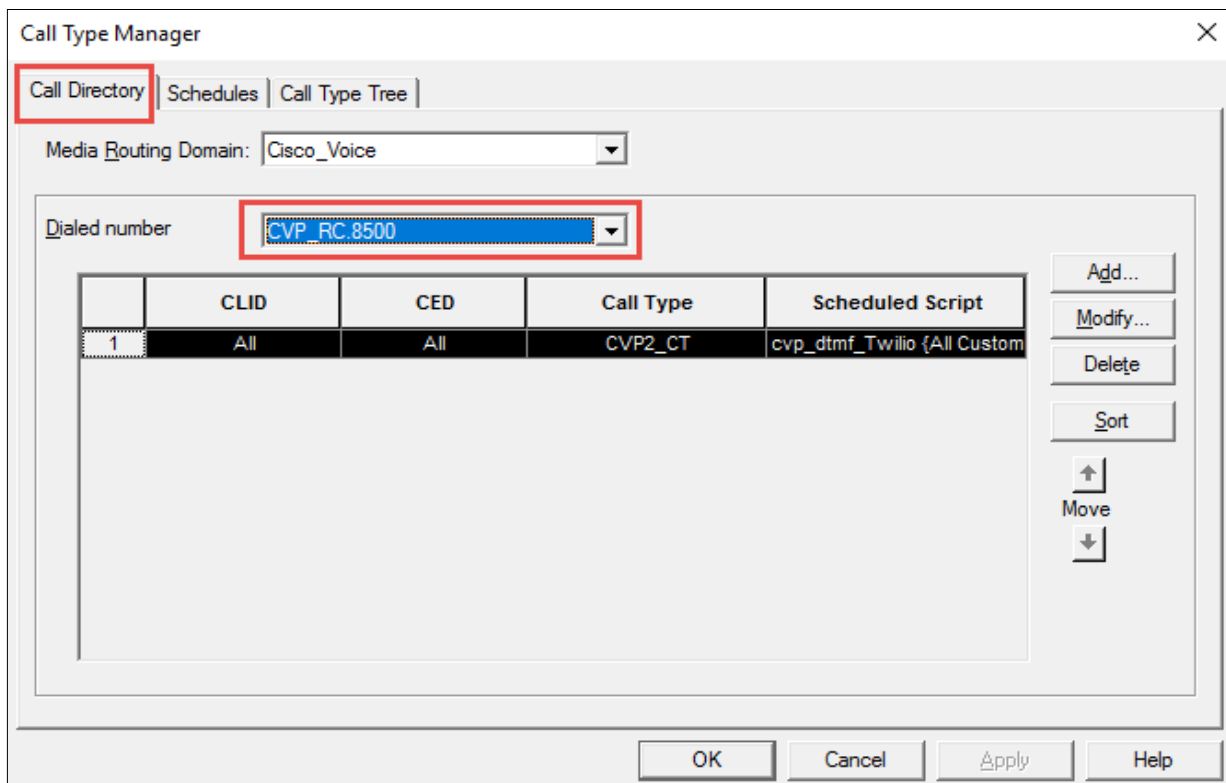 Call Type Manager
Call Directory Schedules Call Type Tree
Media Routing Domain: Cisco_Voice
Dialed number CVP_RC.8500
CLID CED Call Type Scheduled Script
1 All All CVP2_CT cvp_dtmf_Twilio {All Custom
Add...
Modify...
Delete
Sort
Move
OK Cancel Apply Help